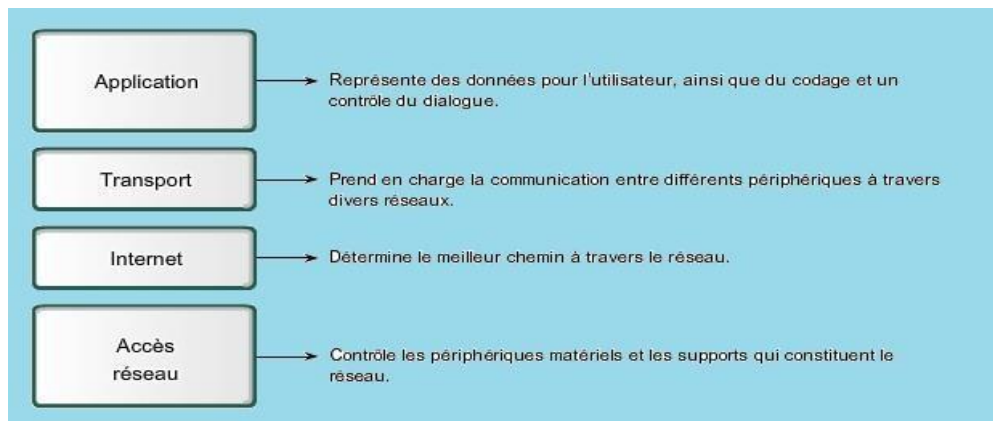 Application
Représente des données pour l'utilisateur, ainsi que du codage et un
contrôle du dialogue.
Transport
Prend en charge la communication entre différents périphériques à travers
divers réseaux.
Internet
Détermine le meilleur chemin à travers le réseau.
Accès
réseau
Contrôle les périphériques matériels et les supports qui constituent le
réseau.